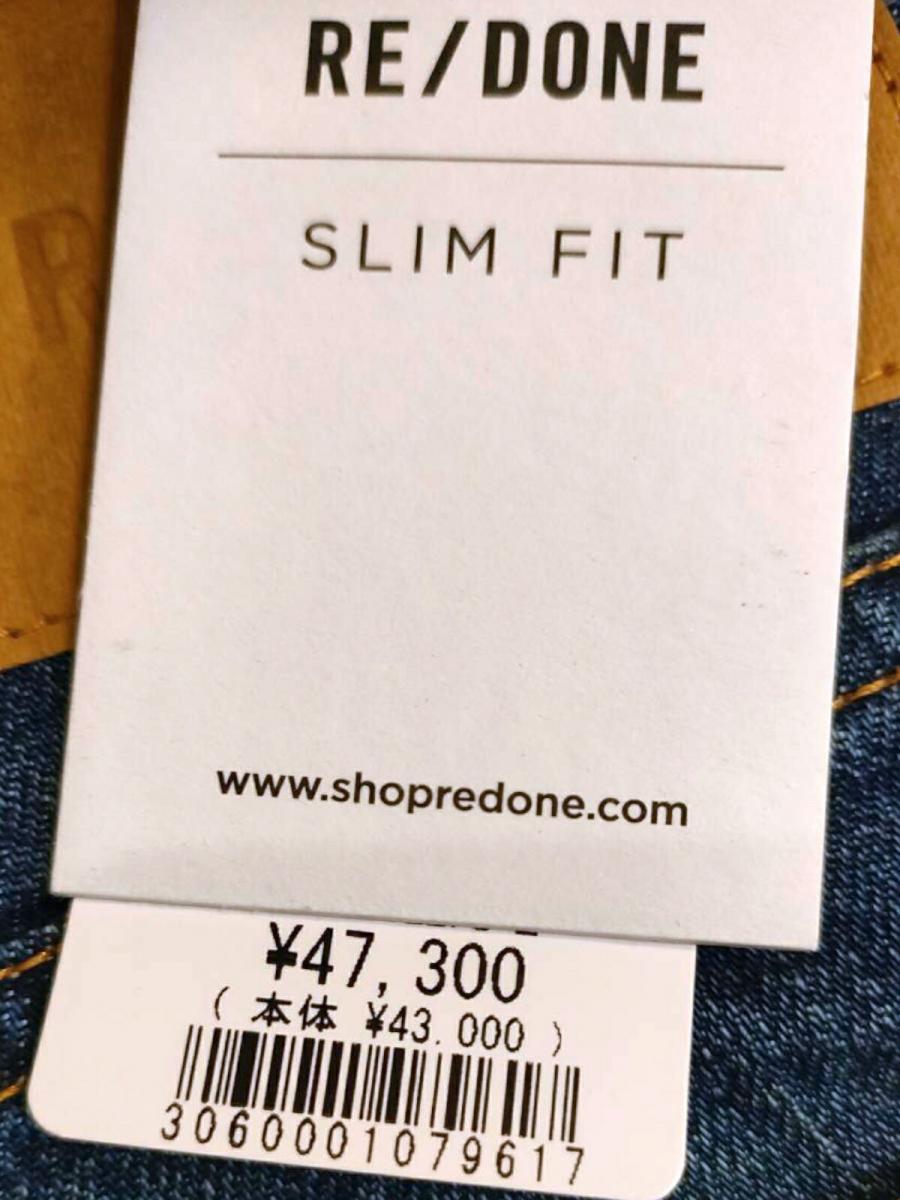 RE/DONE
SLIM FIT
www.shopredone.com
¥47,300
( 本体 ¥43.000 )
3060001079617